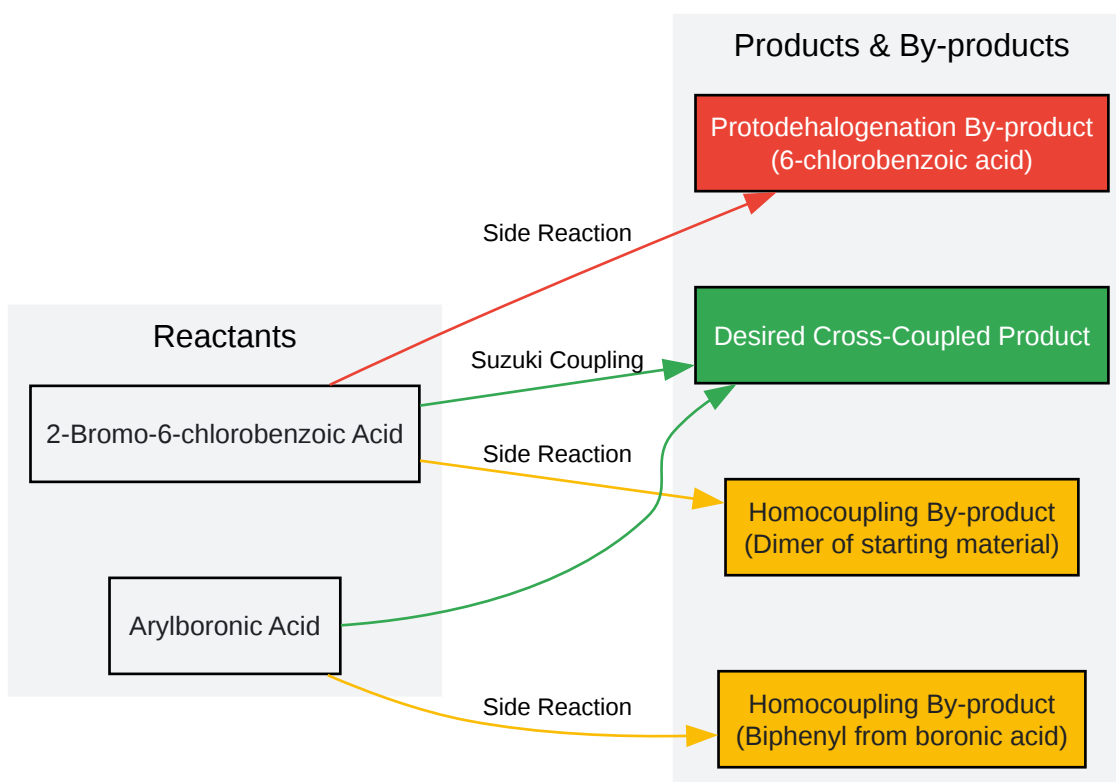 Products & By-products
Protodehalogenation By-product
(6-chlorobenzoic acid)
Side Reaction
Desired Cross-Coupled Product
Reactants
Suzuki Coupling
2-Bromo-6-chlorobenzoic Acid
Side Reaction
Homocoupling By-product
(Dimer of starting material)
Arylboronic Acid
Side Reaction
Homocoupling By-product
(Biphenyl from boronic acid)